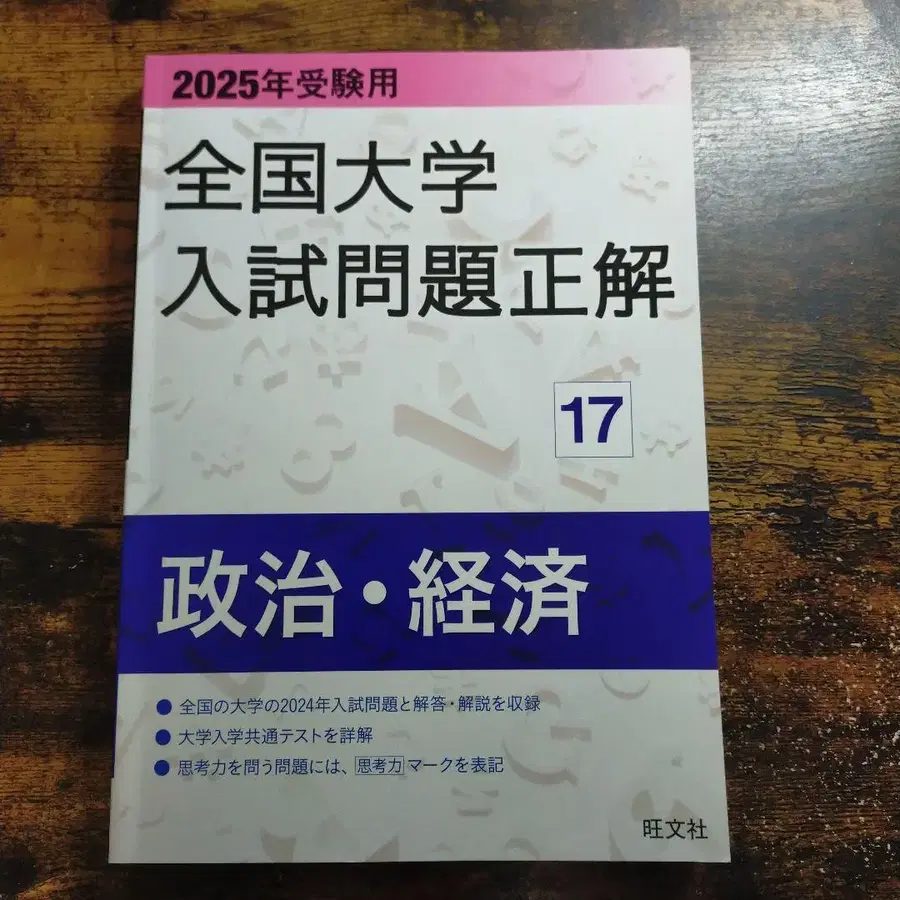 2025年受験用
全国大学
入試問題正解
17
政治・経済
● 全国の大学の2024年入試問題と解答・解説を収録
● 大学入学共通テストを詳解
● 思考力を問う問題には、思考力マークを表記
旺文社